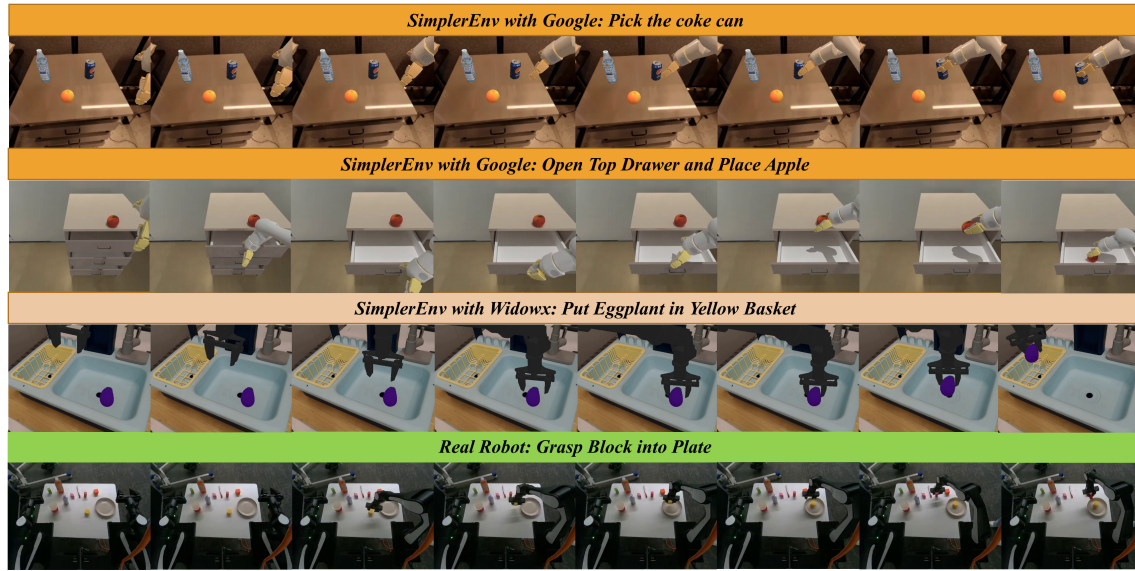 SimplerEnv with Google: Pick the coke can
SimplerEnv with Google: Open Top Drawer and Place Apple
SimplerEnv with Widowx: Put Eggplant in Yellow Basket
Real Robot: Grasp Block into Plate